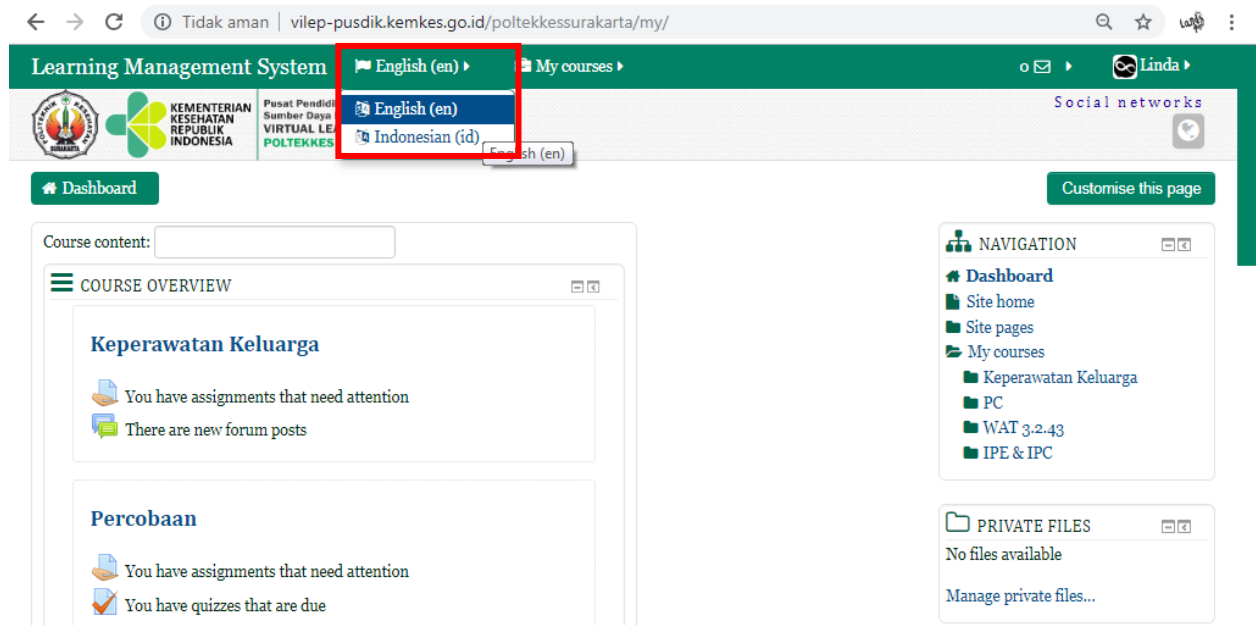 Tidak aman | vilep-pusdik.kemkes.go.id/poltekkessurakarta/my/
Learning Management System English (en) My courses 0 Linda
KEMENTERIAN
KESEHATAN
REPUBLIK
INDONESIA
Pusat Pendidi
Sumber Daya
VIRTUAL LEA
POLTEKKES
English (en)
Indonesian (id)
English (en)
Social networks
Dashboard
Customise this page
Course content:
COURSE OVERVIEW
Keperawatan Keluarga
You have assignments that need attention
There are new forum posts
Percobaan
You have assignments that need attention
You have quizzes that are due
NAVIGATION
Dashboard
Site home
Site pages
My courses
Keperawatan Keluarga
PC
WAT 3.2.43
IPE & IPC
PRIVATE FILES
No files available
Manage private files...